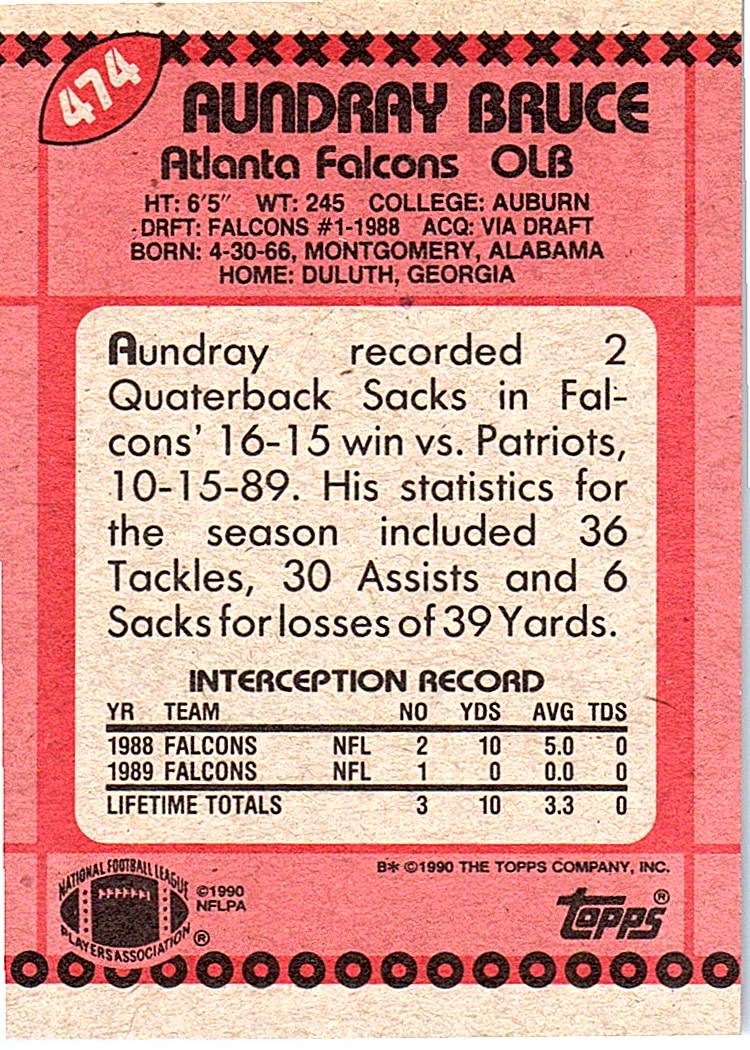 474
AUNDRAY BRUCE
Atlanta Falcons OLB
HT: 6'5" WT: 245 COLLEGE: AUBURN
DRFT: FALCONS #1-1988 ACQ: VIA DRAFT
BORN: 4-30-66, MONTGOMERY, ALABAMA
HOME: DULUTH, GEORGIA
Aundray recorded 2
Quaterback Sacks in Fal-
cons' 16-15 win vs. Patriots,
10-15-89. His statistics for
the season included 36
Tackles, 30 Assists and 6
Sacks for losses of 39 Yards.
INTERCEPTION RECORD
YR TEAM NO YDS AVG TDS
1988 FALCONS NFL 2 10 5.0 0
1989 FALCONS NFL 1 0 0.0 0
LIFETIME TOTALS 3 10 3.3 0
B* ©1990 THE TOPPS COMPANY, INC.
NATIONAL FOOTBALL LEAGUE
PLAYERS ASSOCIATION ®
©1990
NFLPA
topps ®